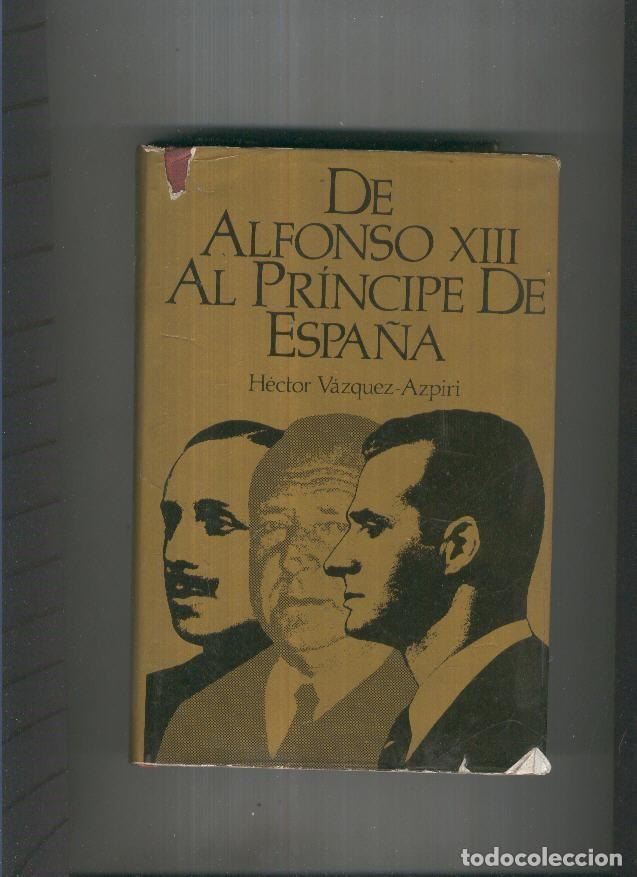 DE
ALFONSO XIII
AL PRÍNCIPE DE
ESPAÑA
Héctor Vázquez-Azpiri
todocoleccion